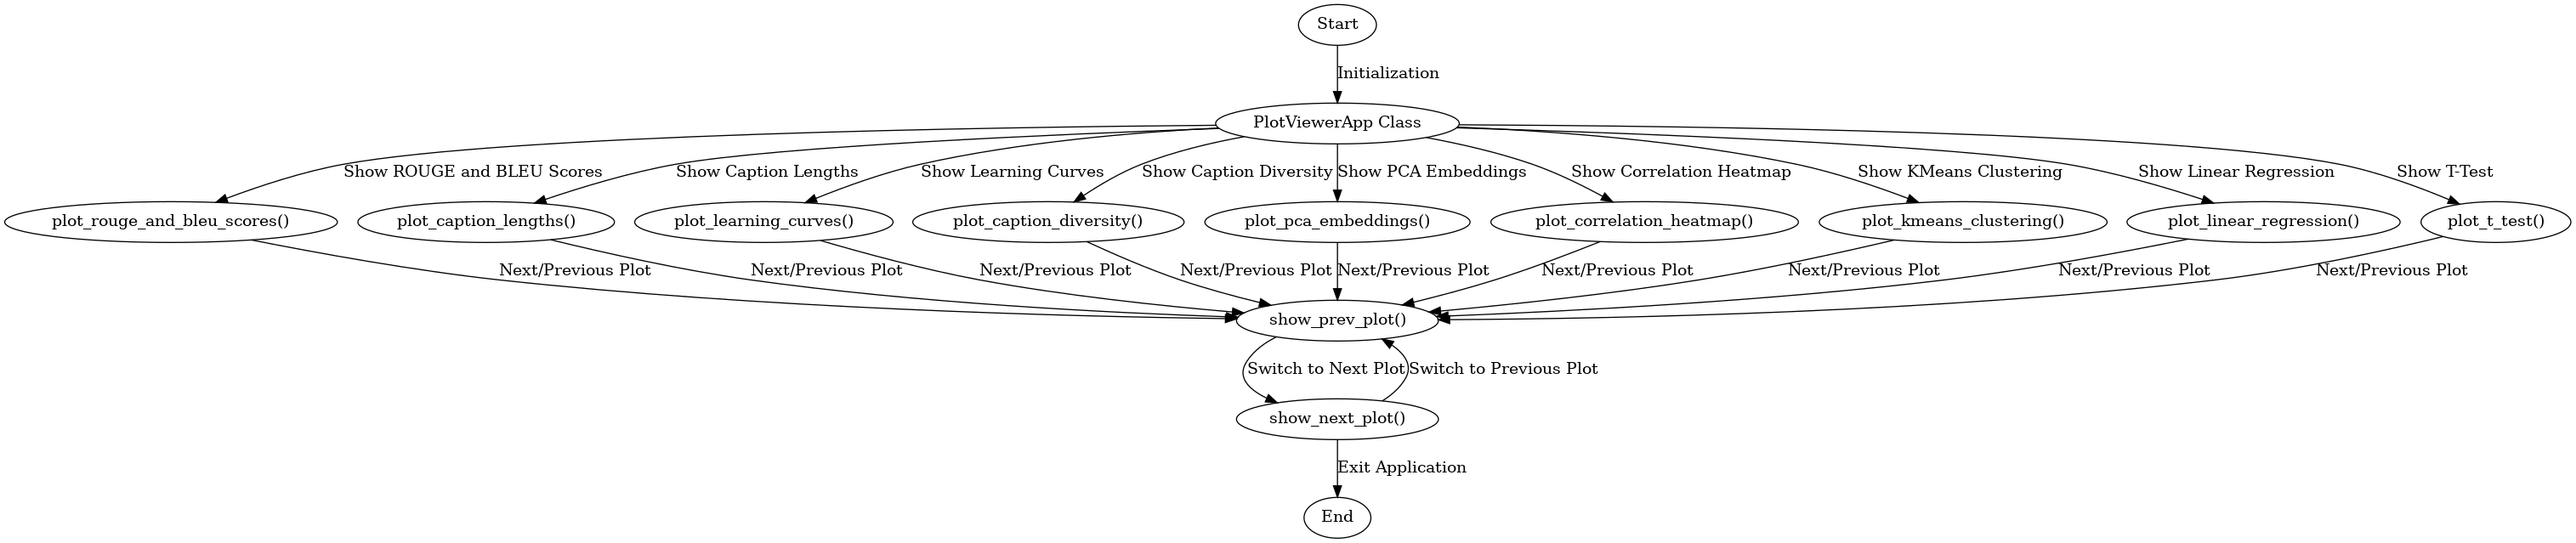 Start
Initialization
PlotViewerApp Class
Show ROUGE and BLEU Scores
Show Caption Lengths
Show Learning Curves
Show Caption Diversity
Show PCA Embeddings
Show Correlation Heatmap
Show KMeans Clustering
Show Linear Regression
Show T-Test
plot_rouge_and_bleu_scores()
plot_caption_lengths()
plot_learning_curves()
plot_caption_diversity()
plot_pca_embeddings()
plot_correlation_heatmap()
plot_kmeans_clustering()
plot_linear_regression()
plot_t_test()
Next/Previous Plot
Next/Previous Plot
Next/Previous Plot
Next/Previous Plot
Next/Previous Plot
Next/Previous Plot
Next/Previous Plot
Next/Previous Plot
Next/Previous Plot
show_prev_plot()
Switch to Next Plot
Switch to Previous Plot
show_next_plot()
Exit Application
End